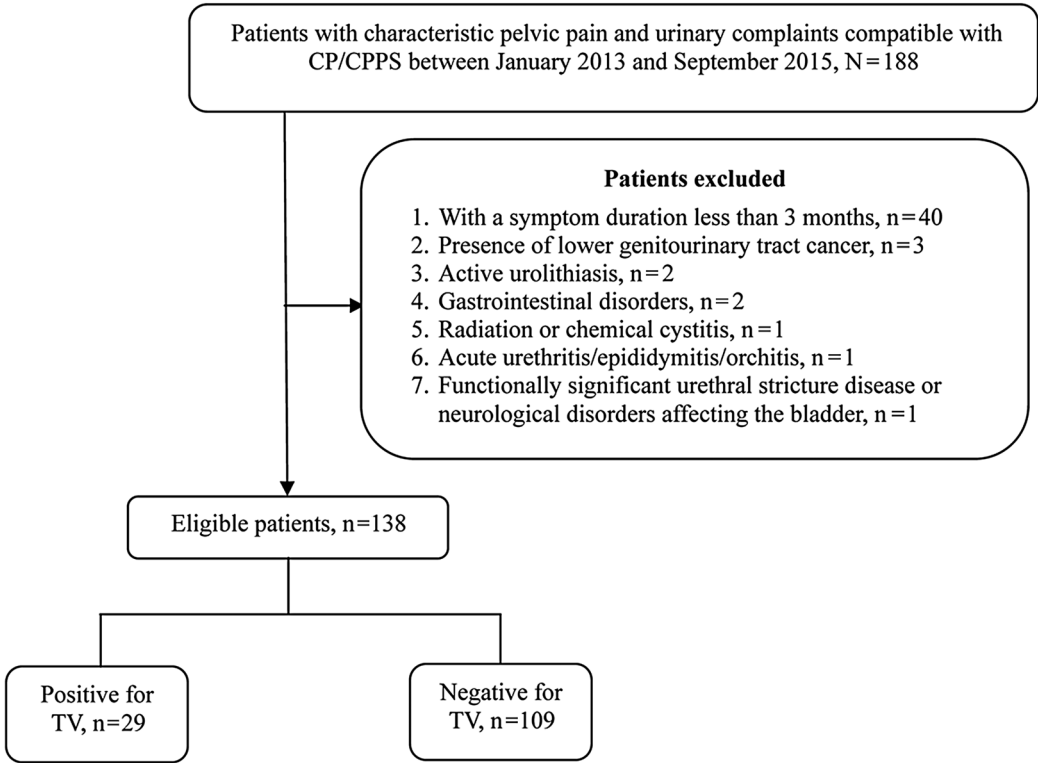 Patients with characteristic pelvic pain and urinary complaints compatible with
CP/CPPS between January 2013 and September 2015, N=188
Patients excluded
1. With a symptom duration less than 3 months, n=40
2. Presence of lower genitourinary tract cancer, n=3
3. Active urolithiasis, n=2
4. Gastrointestinal disorders, n=2
5. Radiation or chemical cystitis, n=1
6. Acute urethritis/epididymitis/orchitis, n=1
7. Functionally significant urethral stricture disease or
neurological disorders affecting the bladder, n=1
Eligible patients, n=138
Positive for
TV, n=29
Negative for
TV, n=109